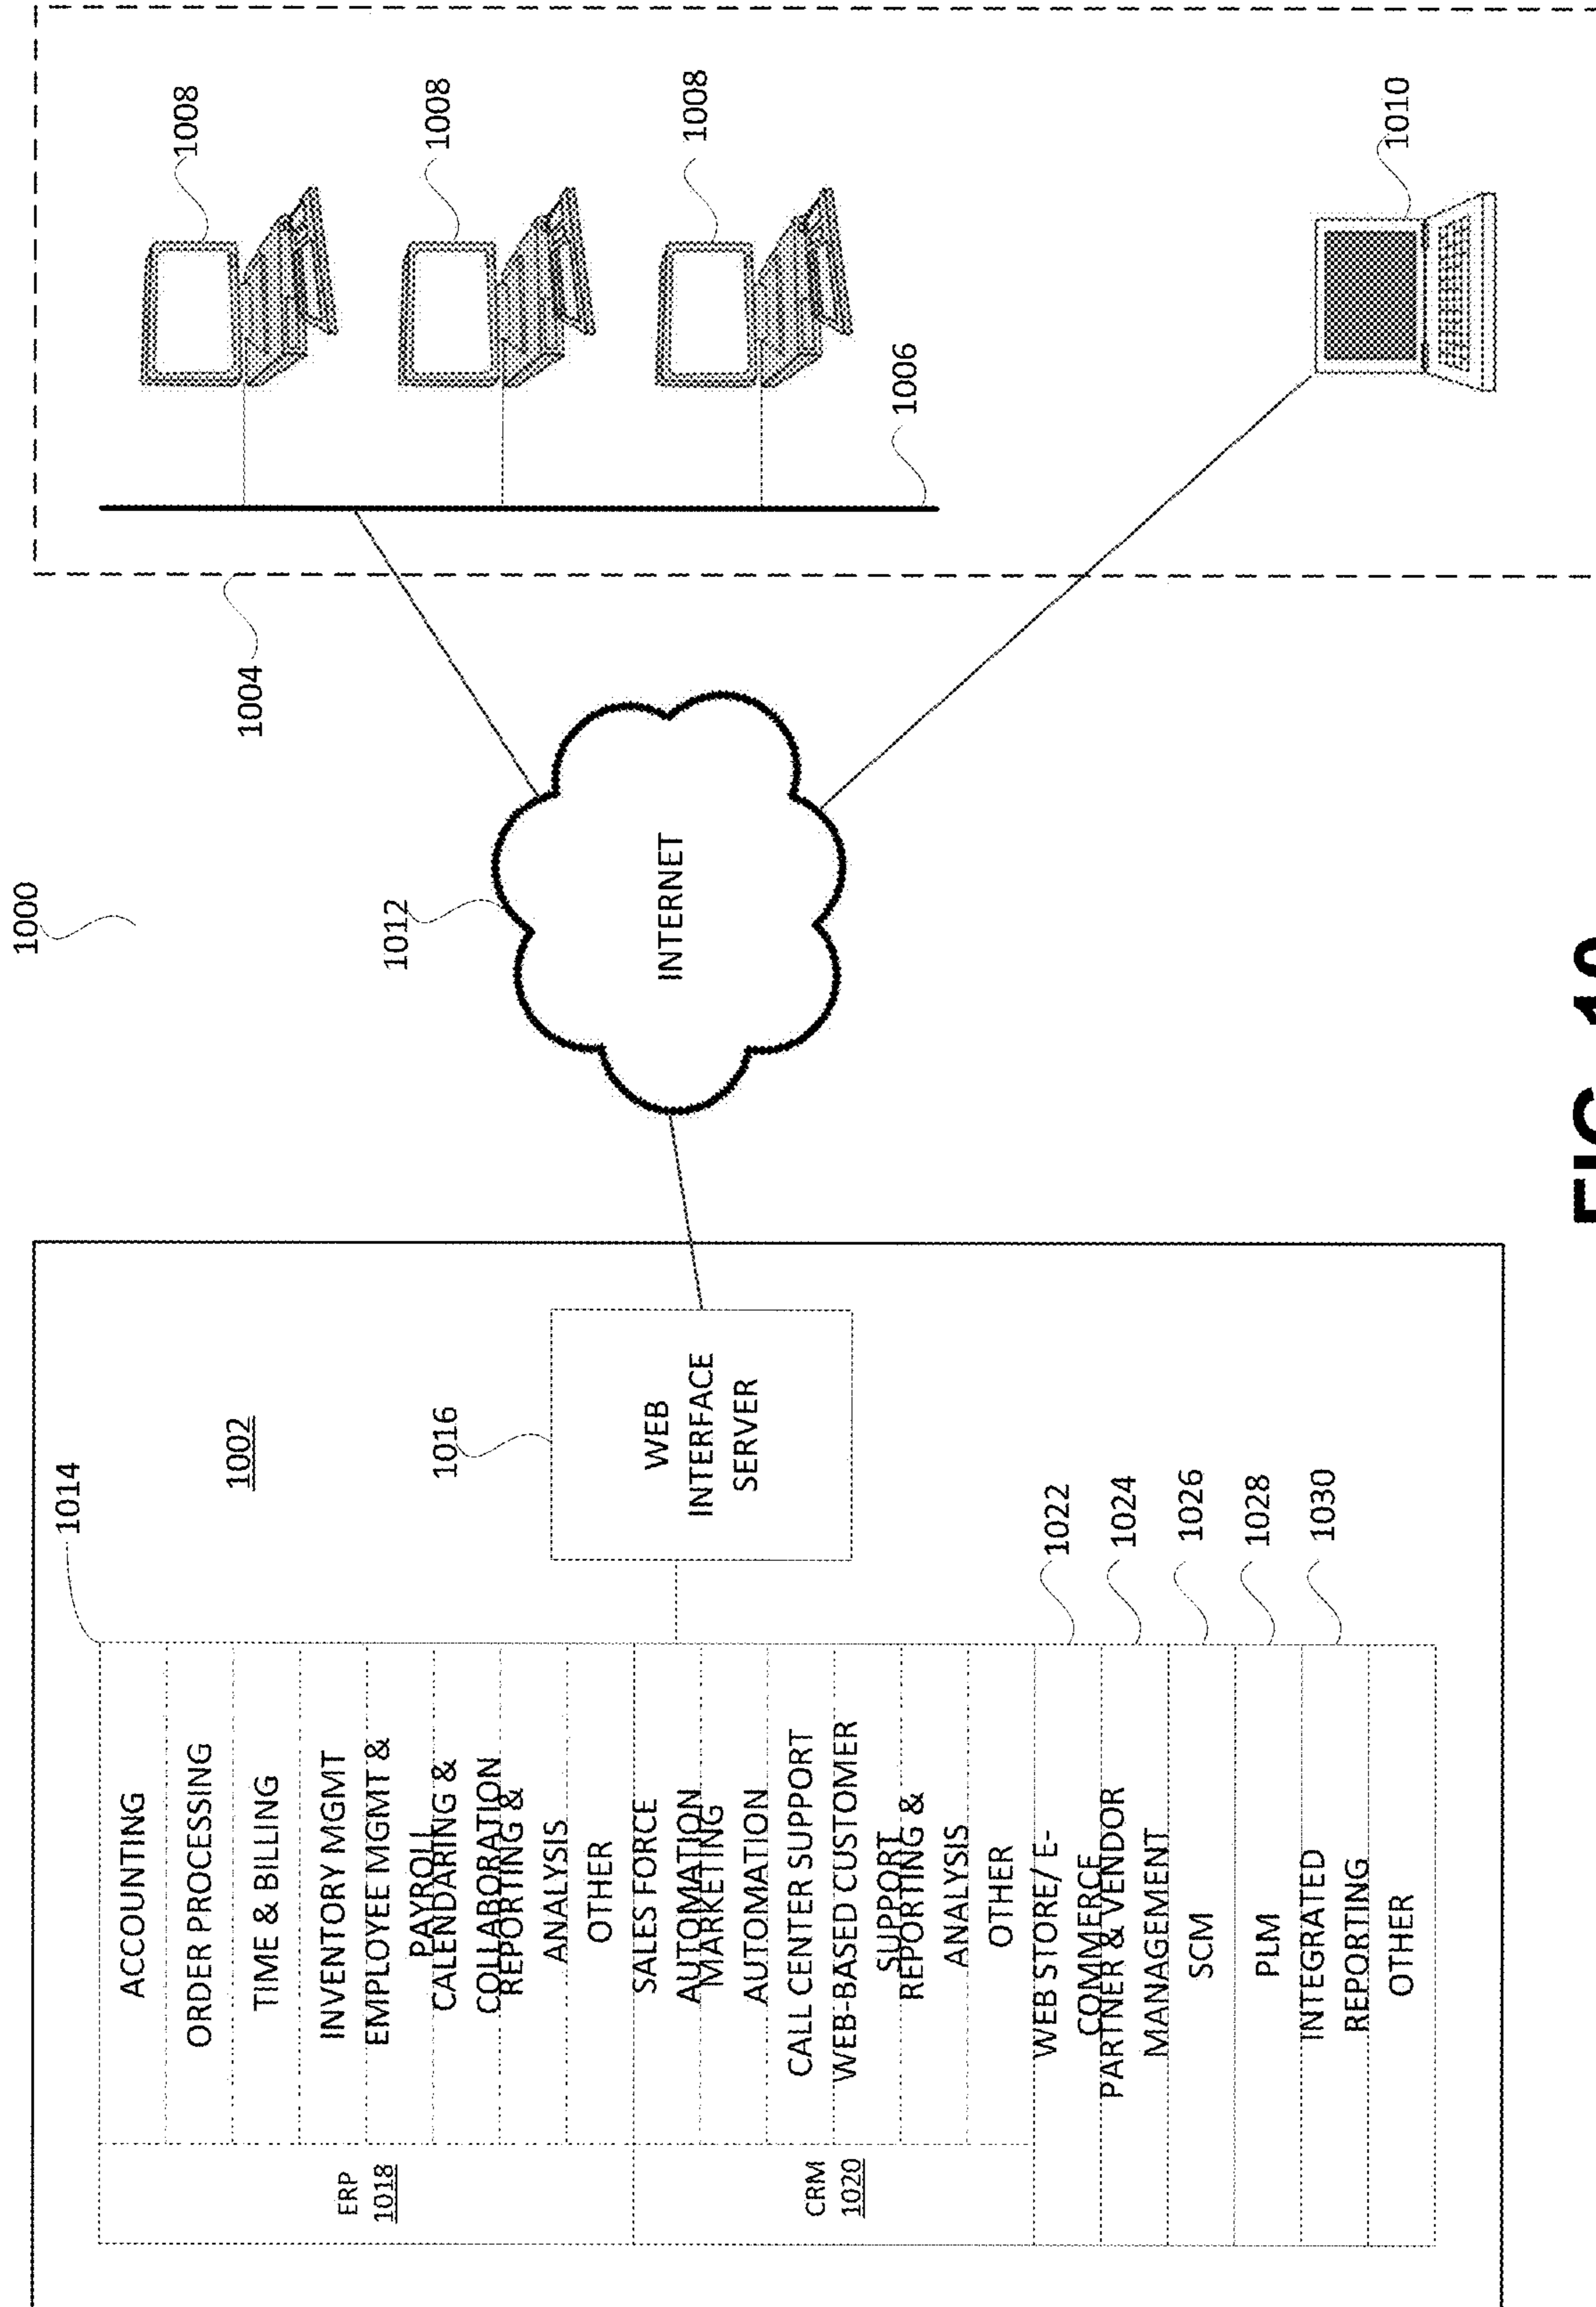 1000
1014
ERP
1018
ACCOUNTING
ORDER PROCESSING
TIME & BILLING
INVENTORY MGMT
EMPLOYEE MGMT &
PAYROLL
CALENDARING &
COLLABORATION
REPORTING &
ANALYSIS
OTHER
CRM
1020
SALES FORCE
AUTOMATION
MARKETING
AUTOMATION
CALL CENTER SUPPORT
WEB-BASED CUSTOMER
SUPPORT
REPORTING &
ANALYSIS
OTHER
WEB STORE/ E-
COMMERCE
1022
PARTNER & VENDOR
MANAGEMENT
1024
SCM
1026
PLM
1028
INTEGRATED
REPORTING
1030
OTHER
1002
1016
WEB
INTERFACE
SERVER
1012
INTERNET
1004
1008
1008
1008
1006
1010
FIG. 10